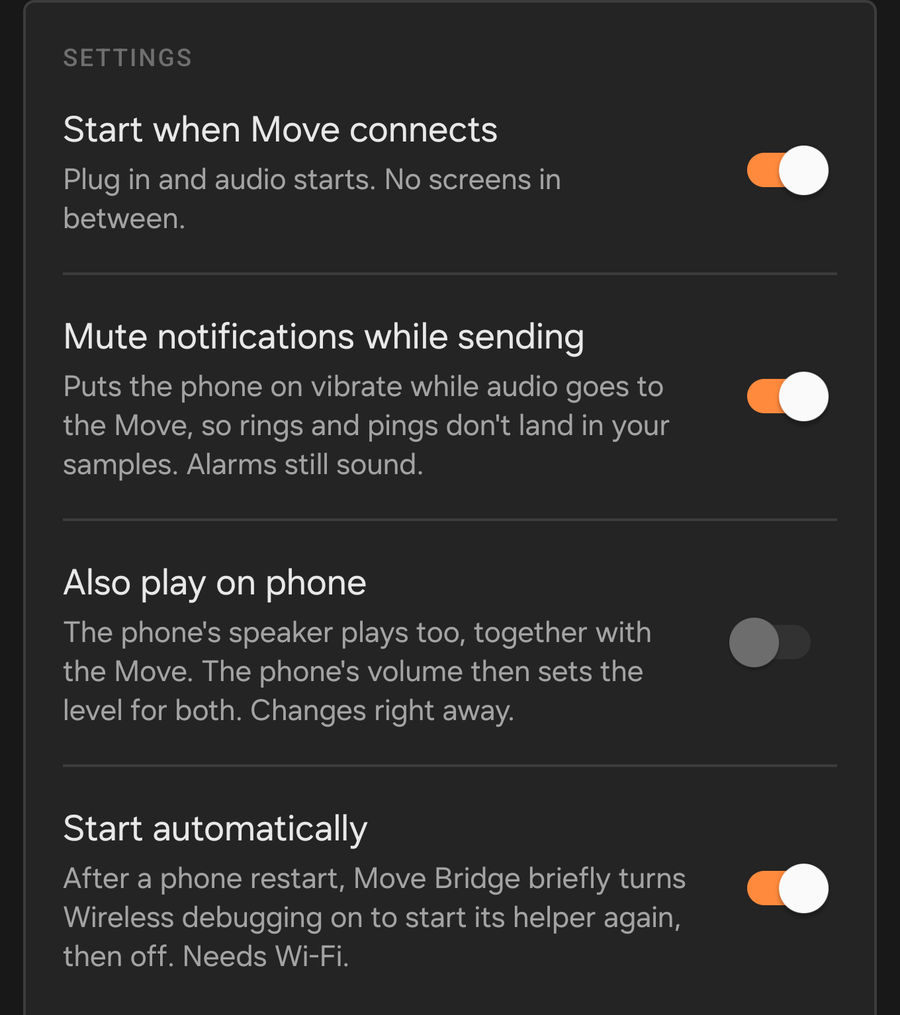 SETTINGS
Start when Move connects
Plug in and audio starts. No screens in
between.
Mute notifications while sending
Puts the phone on vibrate while audio goes to
the Move, so rings and pings don't land in your
samples. Alarms still sound.
Also play on phone
The phone's speaker plays too, together with
the Move. The phone's volume then sets the
level for both. Changes right away.
Start automatically
After a phone restart, Move Bridge briefly turns
Wireless debugging on to start its helper again,
then off. Needs Wi-Fi.